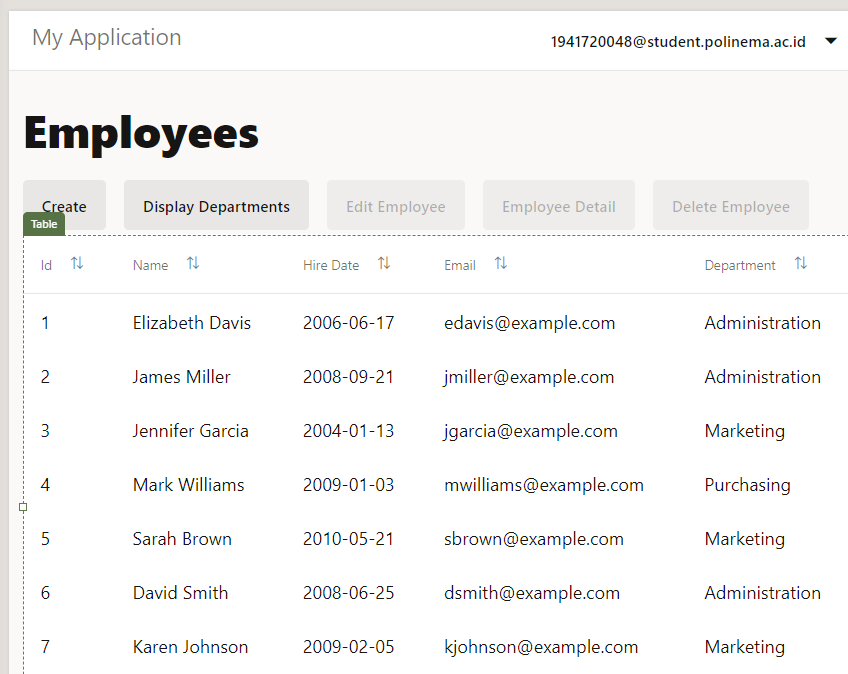 My Application
1941720048@student.polinema.ac.id
Employees
Create Display Departments Edit Employee Employee Detail Delete Employee
Table
Id Name Hire Date Email Department
1 Elizabeth Davis 2006-06-17 edavis@example.com Administration
2 James Miller 2008-09-21 jmiller@example.com Administration
3 Jennifer Garcia 2004-01-13 jgarcia@example.com Marketing
4 Mark Williams 2009-01-03 mwilliams@example.com Purchasing
5 Sarah Brown 2010-05-21 sbrown@example.com Marketing
6 David Smith 2008-06-25 dsmith@example.com Administration
7 Karen Johnson 2009-02-05 kjohnson@example.com Marketing